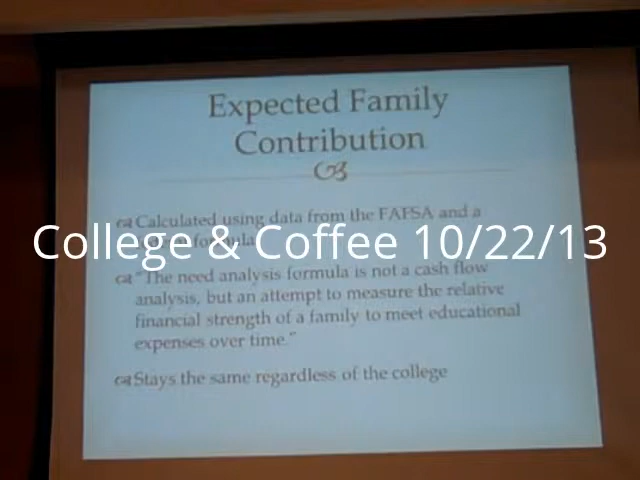 Expected Family
Contribution
Calculated using data from the FAFSA and a
formula
College & Coffee 10/22/13
"The need analysis formula is not a cash flow
analysis, but an attempt to measure the relative
financial strength of a family to meet educational
expenses over time."
Stays the same regardless of the college